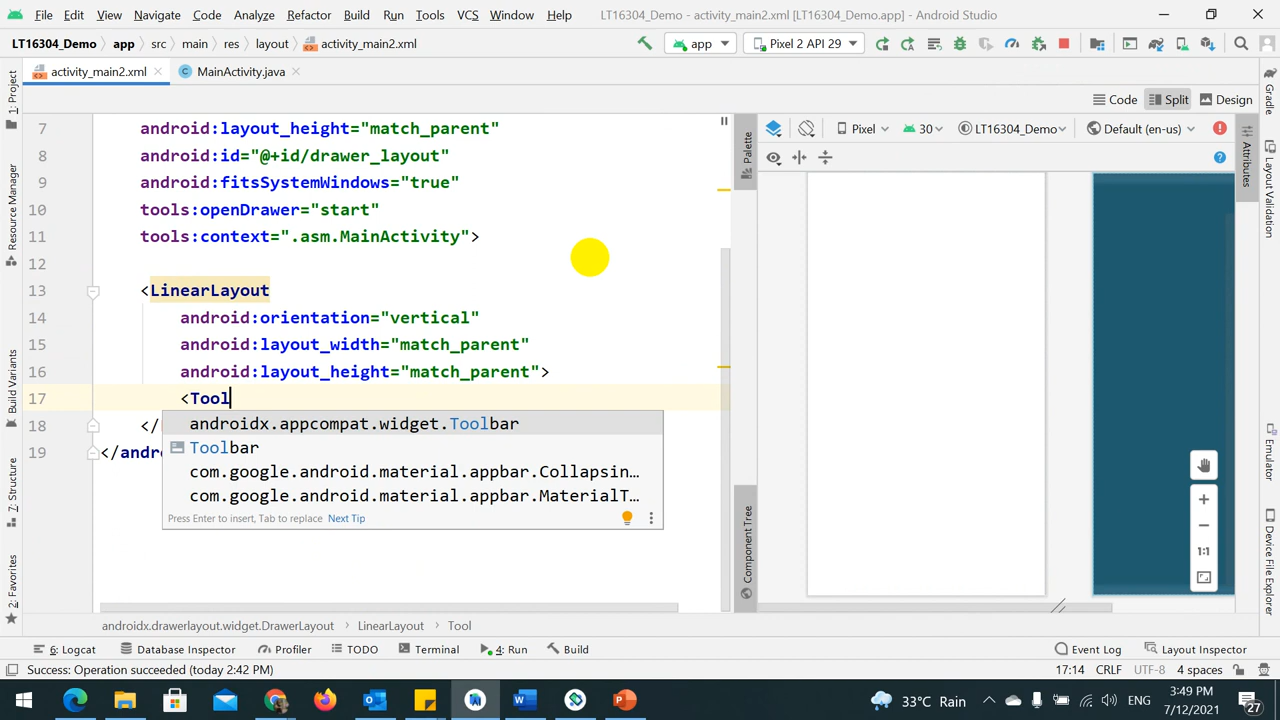 File Edit View Navigate Code Analyze Refactor Build Run Tools VCS Window Help LT16304_Demo - activity_main2.xml [LT16304_Demo.app] - Android Studio
LT16304_Demo app src main res layout activity_main2.xml app Pixel 2 API 29
activity_main2.xml MainActivity.java
Code Split Design
7 android:layout_height="match_parent"
8 android:id="@+id/drawer_layout"
9 android:fitsSystemWindows="true"
10 tools:openDrawer="start"
11 tools:context=".asm.MainActivity">
12
13 <LinearLayout
14 android:orientation="vertical"
15 android:layout_width="match_parent"
16 android:layout_height="match_parent">
17 <Tool
18 </
19 </andro
androidx.appcompat.widget.Toolbar
Toolbar
com.google.android.material.appbar.Collapsin…
com.google.android.material.appbar.MaterialT…
Press Enter to insert, Tab to replace Next Tip
Pixel 30 LT16304_Demo Default (en-us)
1:1
1: Project
Resource Manager
Build Variants
7: Structure
2: Favorites
Palette
Component Tree
Attributes
Gradle
Layout Validation
Emulator
Device File Explorer
androidx.drawerlayout.widget.DrawerLayout LinearLayout Tool
6: Logcat Database Inspector Profiler TODO Terminal 4: Run Build Event Log Layout Inspector
Success: Operation succeeded (today 2:42 PM) 17:14 CRLF UTF-8 4 spaces
33°C Rain ENG 3:49 PM
7/12/2021 27